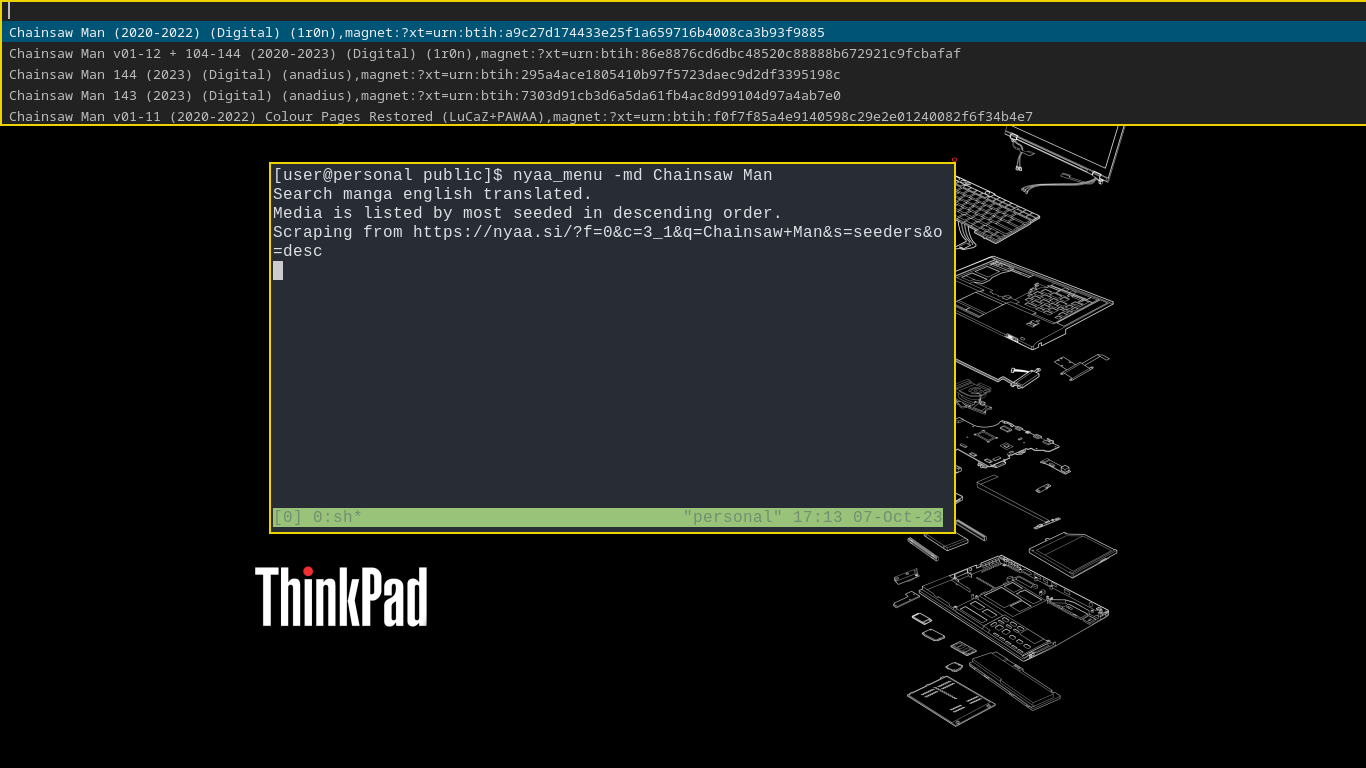 Chainsaw Man (2020-2022) (Digital) (1r0n),magnet:?xt=urn:btih:a9c27d174433e25f1a659716b4008ca3b93f9885
Chainsaw Man v01-12 + 104-144 (2020-2023) (Digital) (1r0n),magnet:?xt=urn:btih:86e8876cd6dbc48520c88888b672921c9fcbafaf
Chainsaw Man 144 (2023) (Digital) (anadius),magnet:?xt=urn:btih:295a4ace1805410b97f5723daec9d2df3395198c
Chainsaw Man 143 (2023) (Digital) (anadius),magnet:?xt=urn:btih:7303d91cb3d6a5da61fb4ac8d99104d97a4ab7e0
Chainsaw Man v01-11 (2020-2022) Colour Pages Restored (LuCaZ+PAWAA),magnet:?xt=urn:btih:f0f7f85a4e9140598c29e2e01240082f6f34b4e7
[user@personal public]$ nyaa_menu -md Chainsaw Man
Search manga english translated.
Media is listed by most seeded in descending order.
Scraping from https://nyaa.si/?f=0&c=3_1&q=Chainsaw+Man&s=seeders&o
=desc
[0] 0:sh* "personal" 17:13 07-Oct-23
ThinkPad